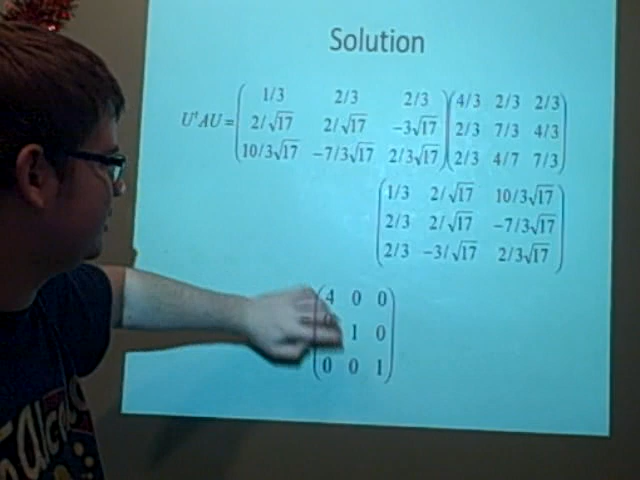 Solution
U†AU = (1/3 2/3 2/3) (4/3 2/3 2/3)
(2/√17 2/√17 -3√17) (2/3 7/3 4/3)
(10/3√17 -7/3√17 2/3√17) (2/3 4/7 7/3)
(1/3 2/√17 10/3√17)
(2/3 2/√17 -7/3√17)
(2/3 -3/√17 2/3√17)
(4 0 0)
1 0)
(0 0 1)